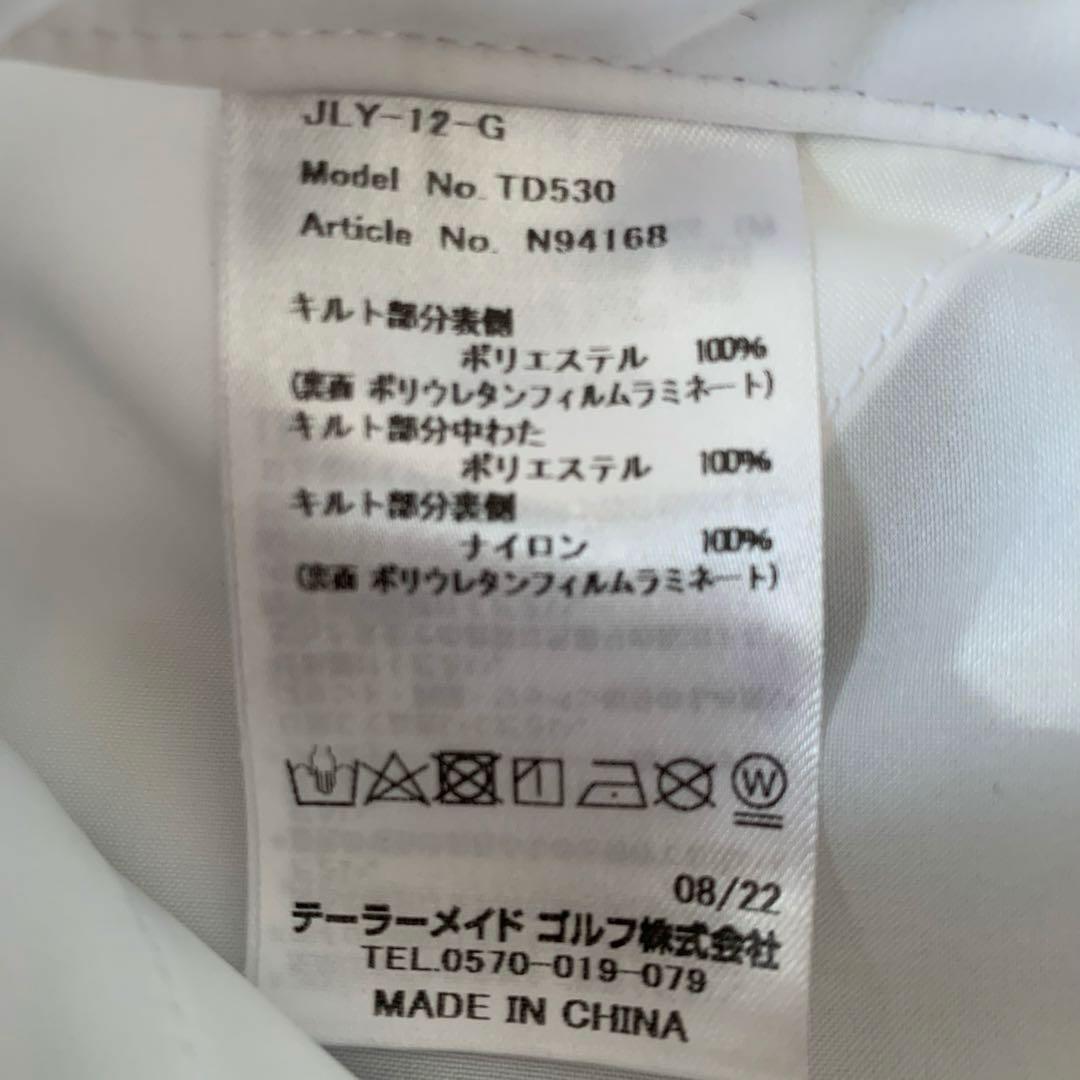 JLY-12-G
Model No. TD530
Article No. N94168
キルト部分表側
ポリエステル 100%
(裏面 ポリウレタンフィルムラミネート)
キルト部分中わた
ポリエステル 100%
キルト部分裏側
ナイロン 100%
(裏面 ポリウレタンフィルムラミネート)
W
08/22
テーラーメイド ゴルフ株式会社
TEL.0570-019-079
MADE IN CHINA